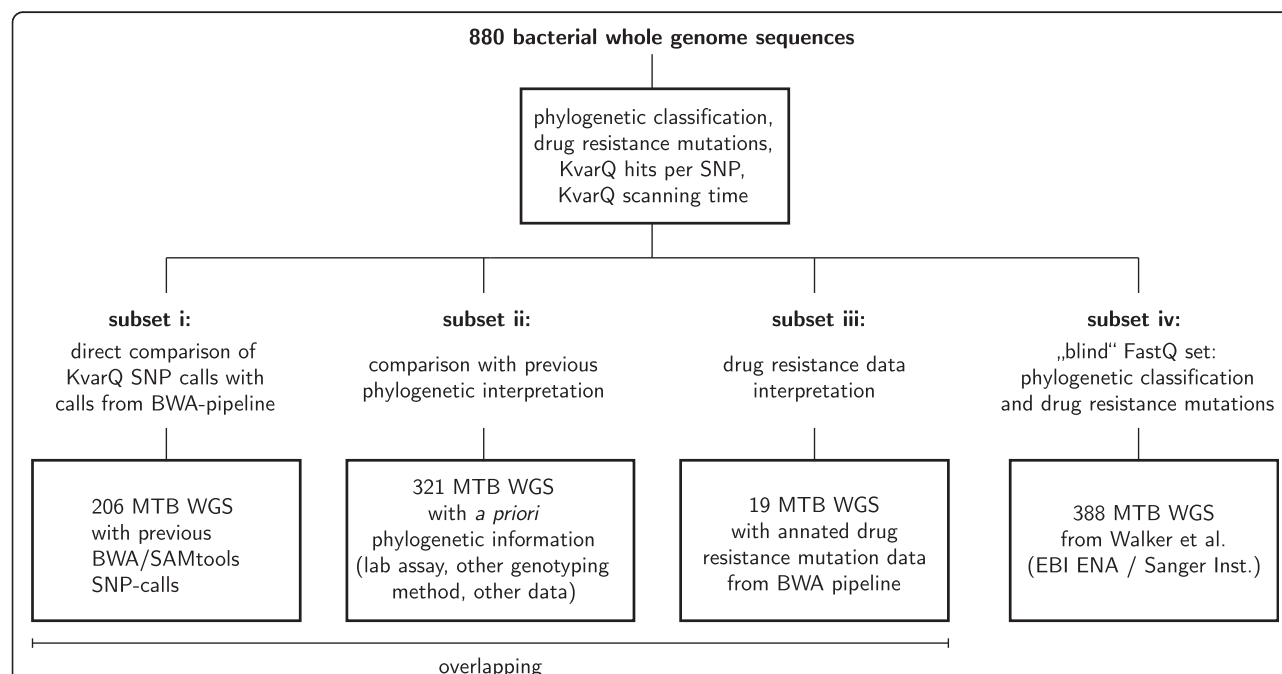 880 bacterial whole genome sequences
phylogenetic classification,
drug resistance mutations,
KvarQ hits per SNP,
KvarQ scanning time
subset i:
direct comparison of
KvarQ SNP calls with
calls from BWA-pipeline
subset ii:
comparison with previous
phylogenetic interpretation
subset iii:
drug resistance data
interpretation
subset iv:
„blind“ FastQ set:
phylogenetic classification
and drug resistance mutations
206 MTB WGS
with previous
BWA/SAMtools
SNP-calls
321 MTB WGS
with a priori
phylogenetic information
(lab assay, other genotyping
method, other data)
19 MTB WGS
with annated drug
resistance mutation data
from BWA pipeline
388 MTB WGS
from Walker et al.
(EBI ENA / Sanger Inst.)
overlapping